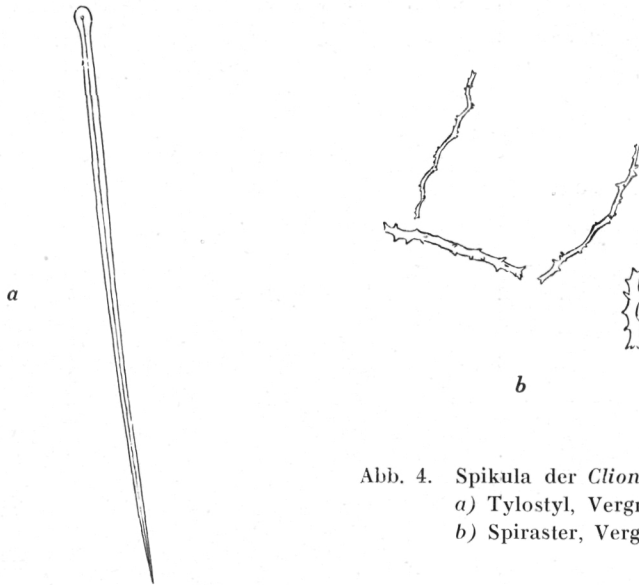 a
b
Abb. 4. Spikula der Clion
a) Tylostyl, Vergr
b) Spiraster, Verg